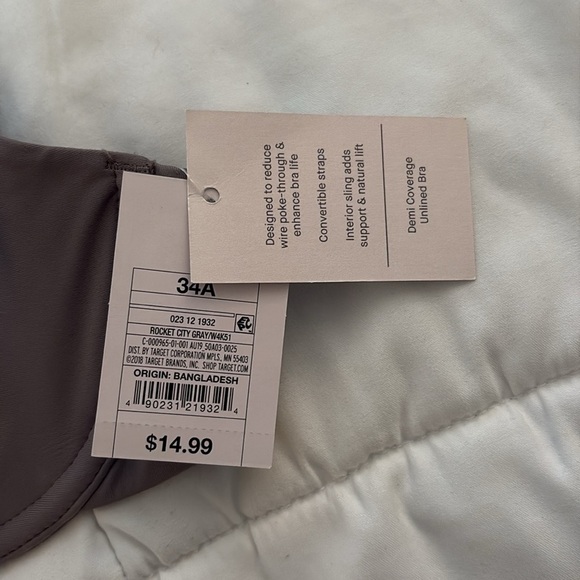 Designed to reduce
wire poke-through &
enhance bra life
Convertible straps
Interior sling adds
support & natural lift
Demi Coverage
Unlined Bra
34A
023 12 1932
ROCKET CITY GRAY/W4K51
C-000965-01-001 AU19_50A03-0025
DIST. BY TARGET CORPORATION MPLS, MN 55403
©2018 TARGET BRANDS, INC. SHOP TARGET.COM
ORIGIN: BANGLADESH
4 90231 21932 4
$14.99